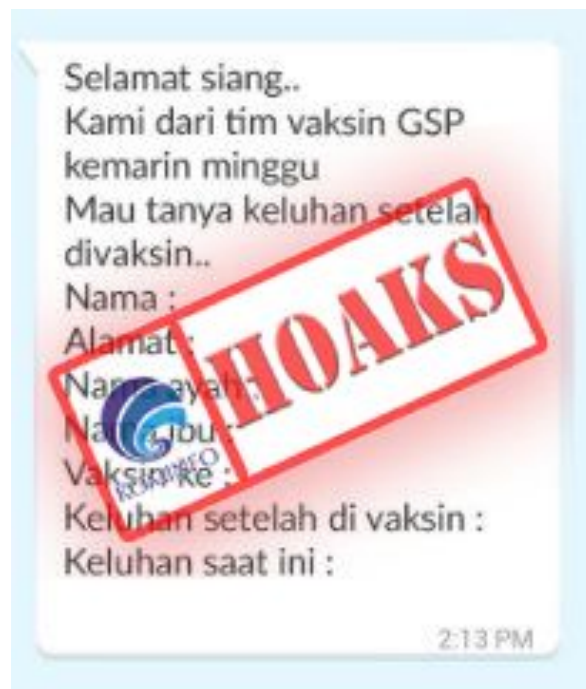 Selamat siang..
Kami dari tim vaksin GSP
kemarin minggu
Mau tanya keluhan setelah
divaksin..
Nama :
Alamat :
Nama ayah :
Nama ibu :
Vaksin ke :
Keluhan setelah di vaksin :
Keluhan saat ini :
2:13 PM
HOAKS
KOMINFO